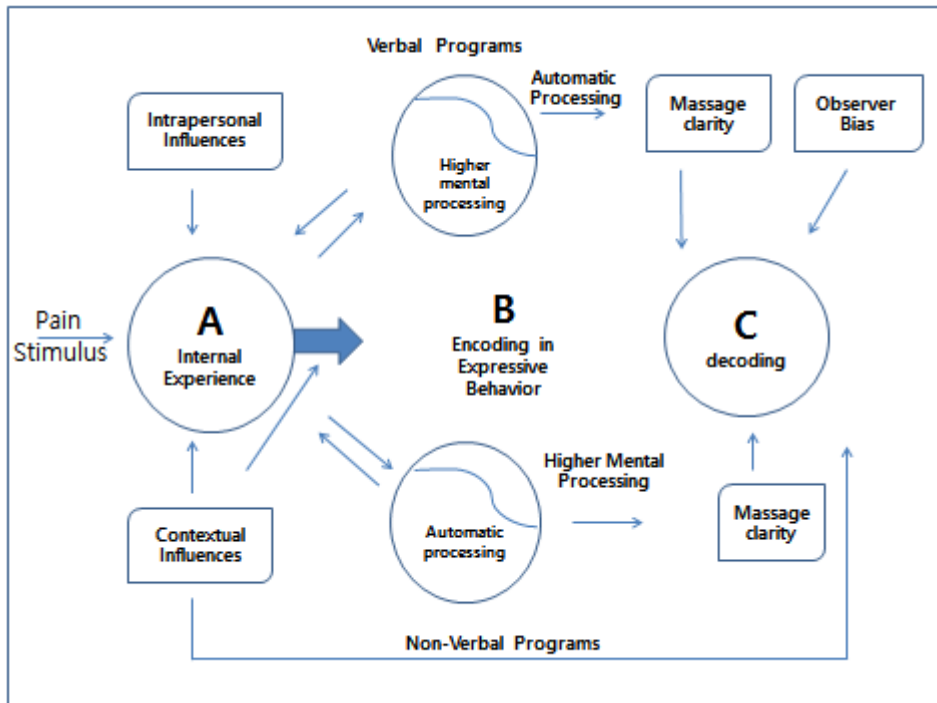 Verbal Programs
Automatic
Processing
Intrapersonal
Influences
Higher
mental
processing
Massage
clarity
Observer
Bias
Pain
Stimulus
A
Internal
Experience
B
Encoding in
Expressive
Behavior
C
decoding
Contextual
Influences
Automatic
processing
Higher Mental
Processing
Massage
clarity
Non-Verbal Programs